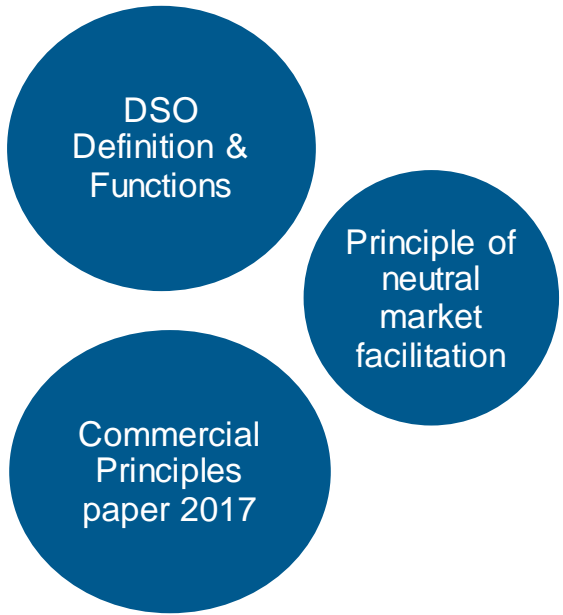 DSO
Definition &
Functions
Principle of
neutral
market
facilitation
Commercial
Principles
paper 2017